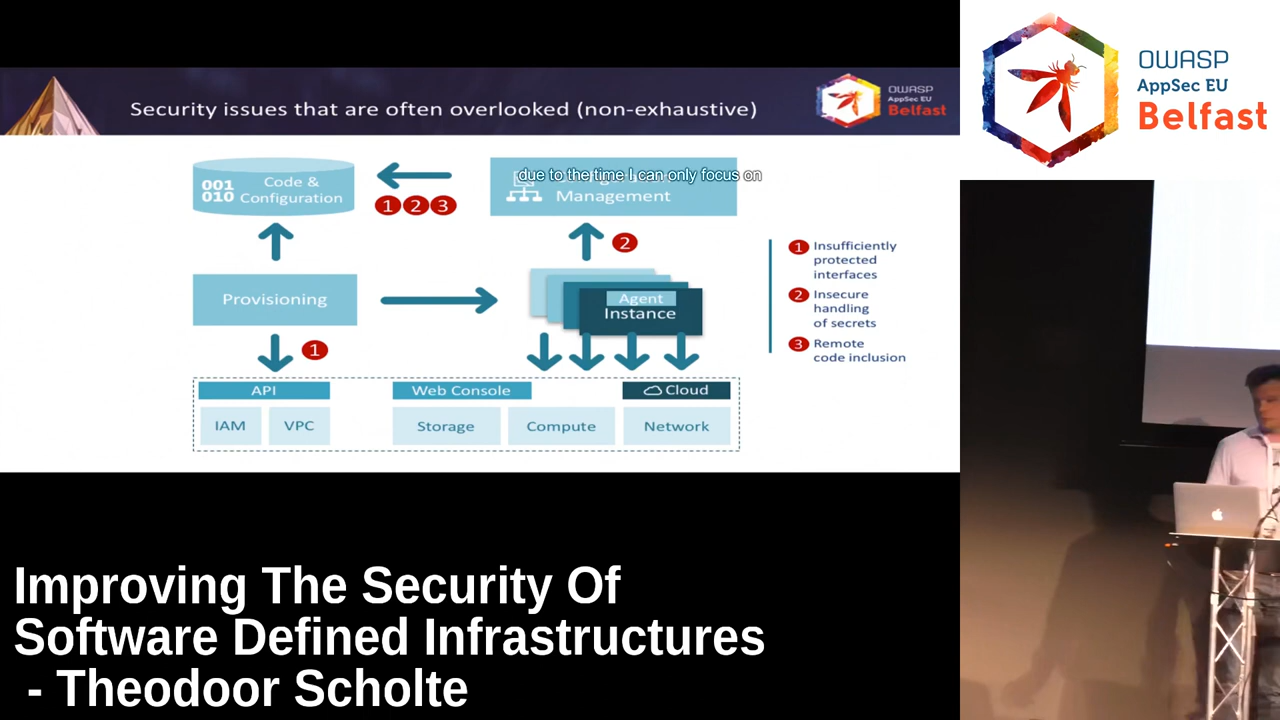 Security issues that are often overlooked (non-exhaustive)
OWASP
AppSec EU
Belfast
OWASP
AppSec EU
Belfast
001
010
Code &
Configuration
1 2 3
due to the time I can only focus on
Management
2
Provisioning
Agent
Instance
1
Insufficiently
protected
interfaces
2
Insecure
handling
of secrets
3
Remote
code inclusion
1
API
Web Console
Cloud
IAM
VPC
Storage
Compute
Network
Improving The Security Of
Software Defined Infrastructures
- Theodoor Scholte